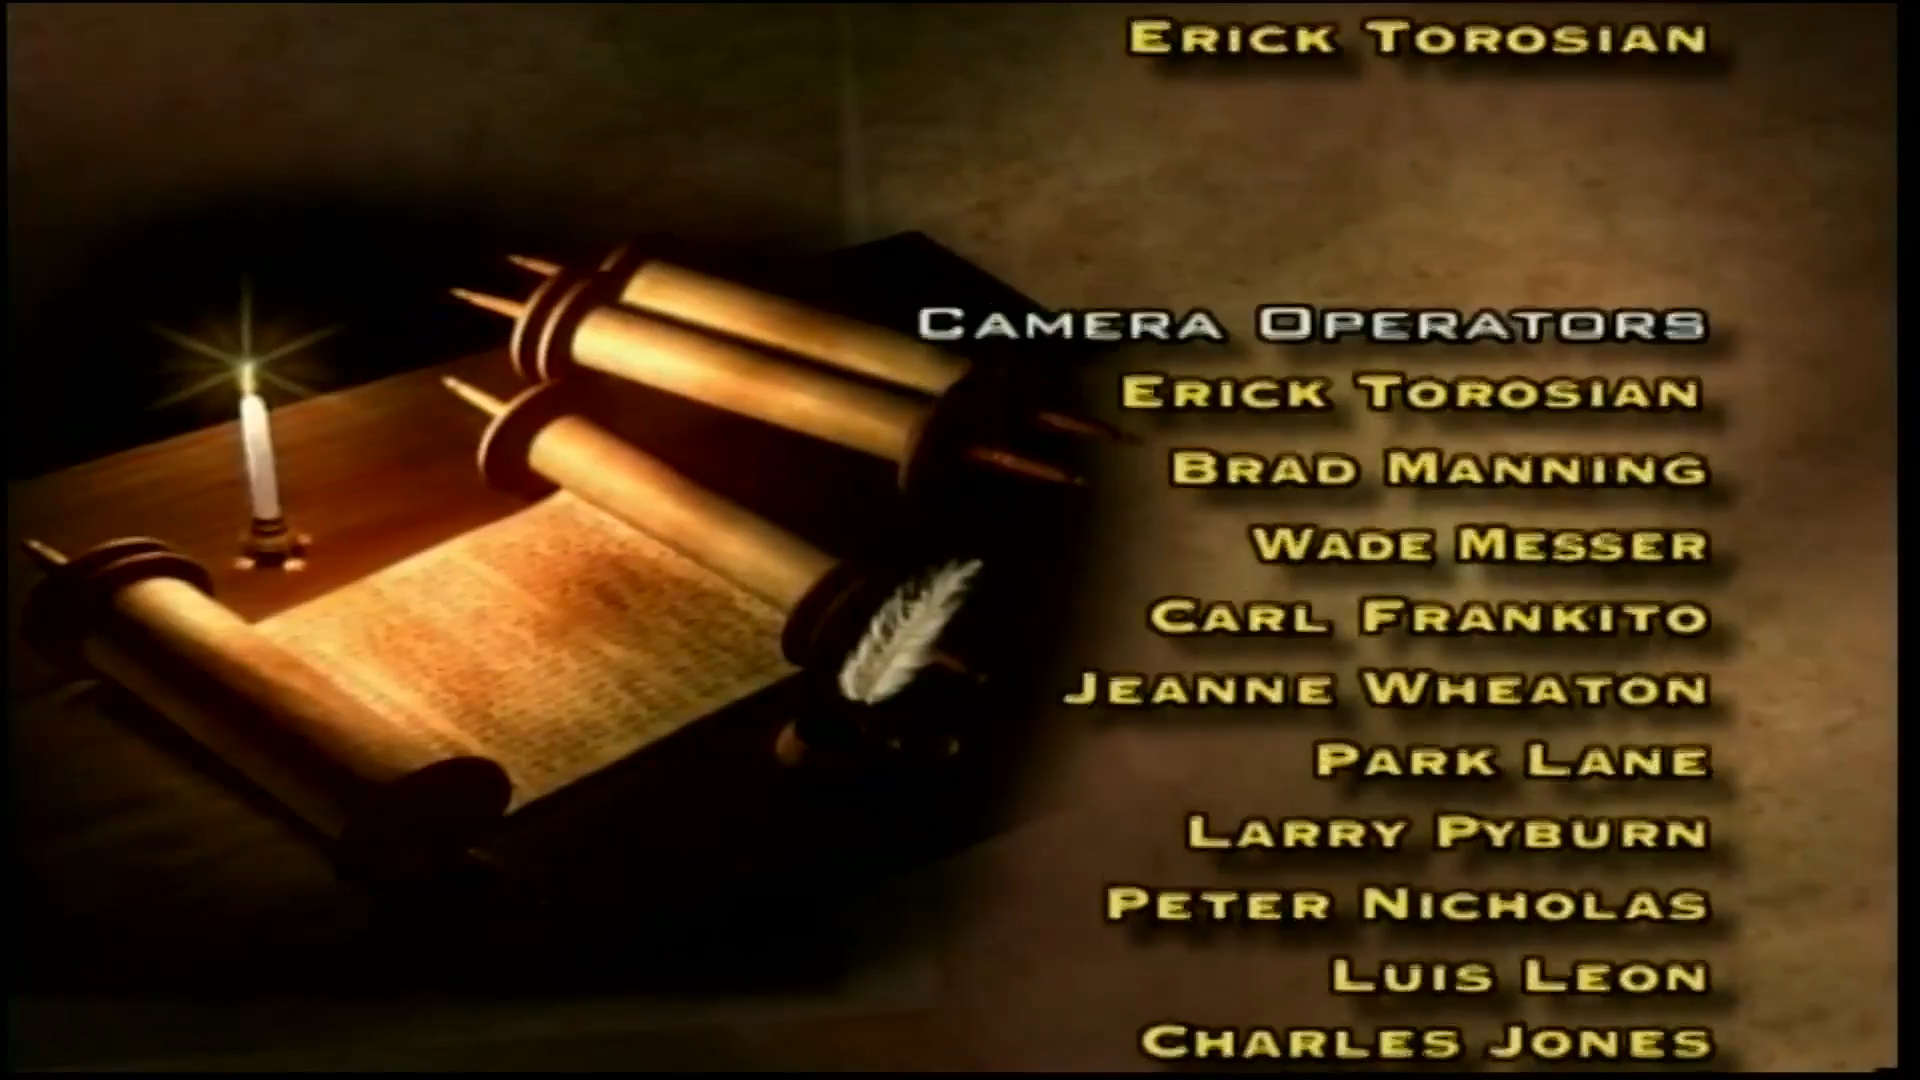 ERICK TOROSIAN
CAMERA OPERATORS
ERICK TOROSIAN
BRAD MANNING
WADE MESSER
CARL FRANKITO
JEANNE WHEATON
PARK LANE
LARRY PYBURN
PETER NICHOLAS
LUIS LEON
CHARLES JONES